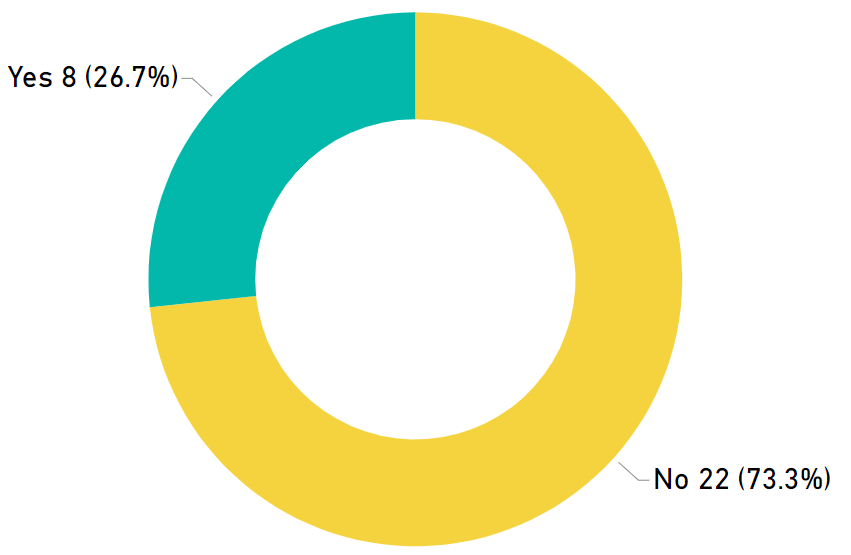 Yes 8 (26.7%)
No 22 (73.3%)